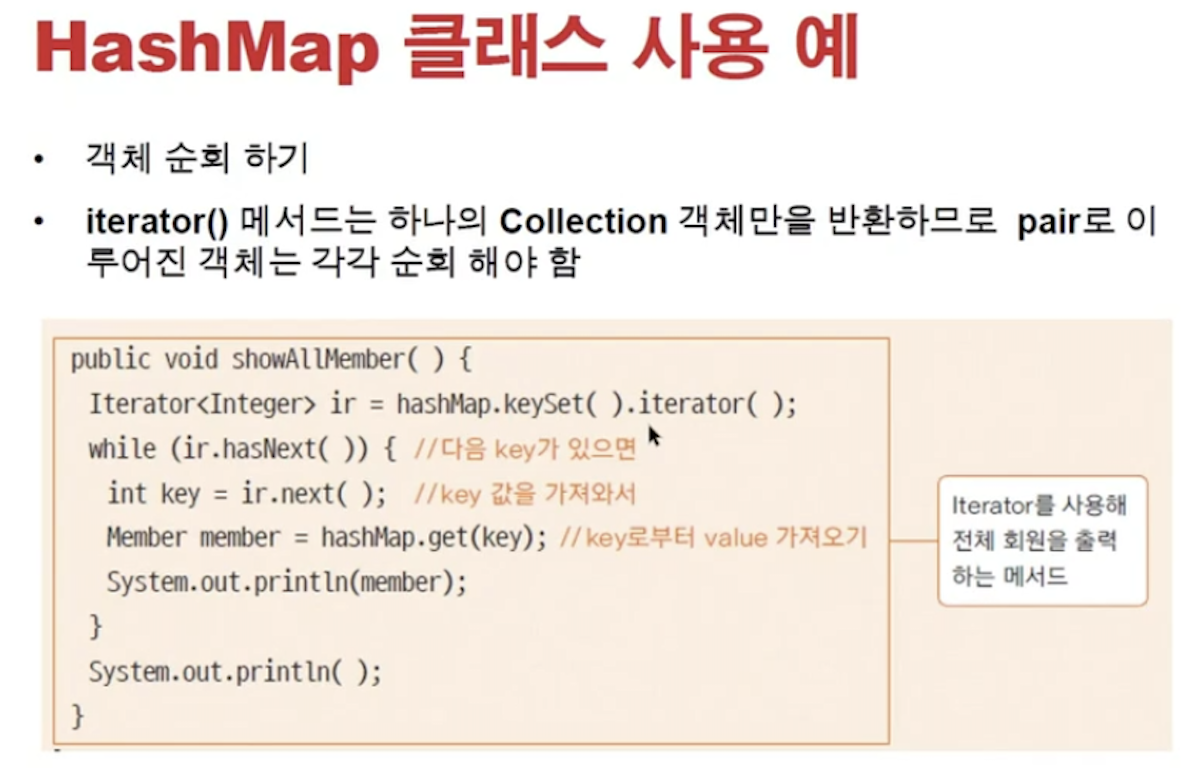 HashMap 클래스 사용 예
• 객체 순회 하기
• iterator() 메서드는 하나의 Collection 객체만을 반환하므로 pair로 이
루어진 객체는 각각 순회 해야 함
public void showAllMember( ) {
Iterator<Integer> ir = hashMap.keySet( ).iterator( );
while (ir.hasNext( )) { //다음 key가 있으면
int key = ir.next( ); //key 값을 가져와서
Member member = hashMap.get(key); //key로부터 value 가져오기
System.out.println(member);
}
System.out.println( );
}
Iterator를 사용해
전체 회원을 출력
하는 메서드